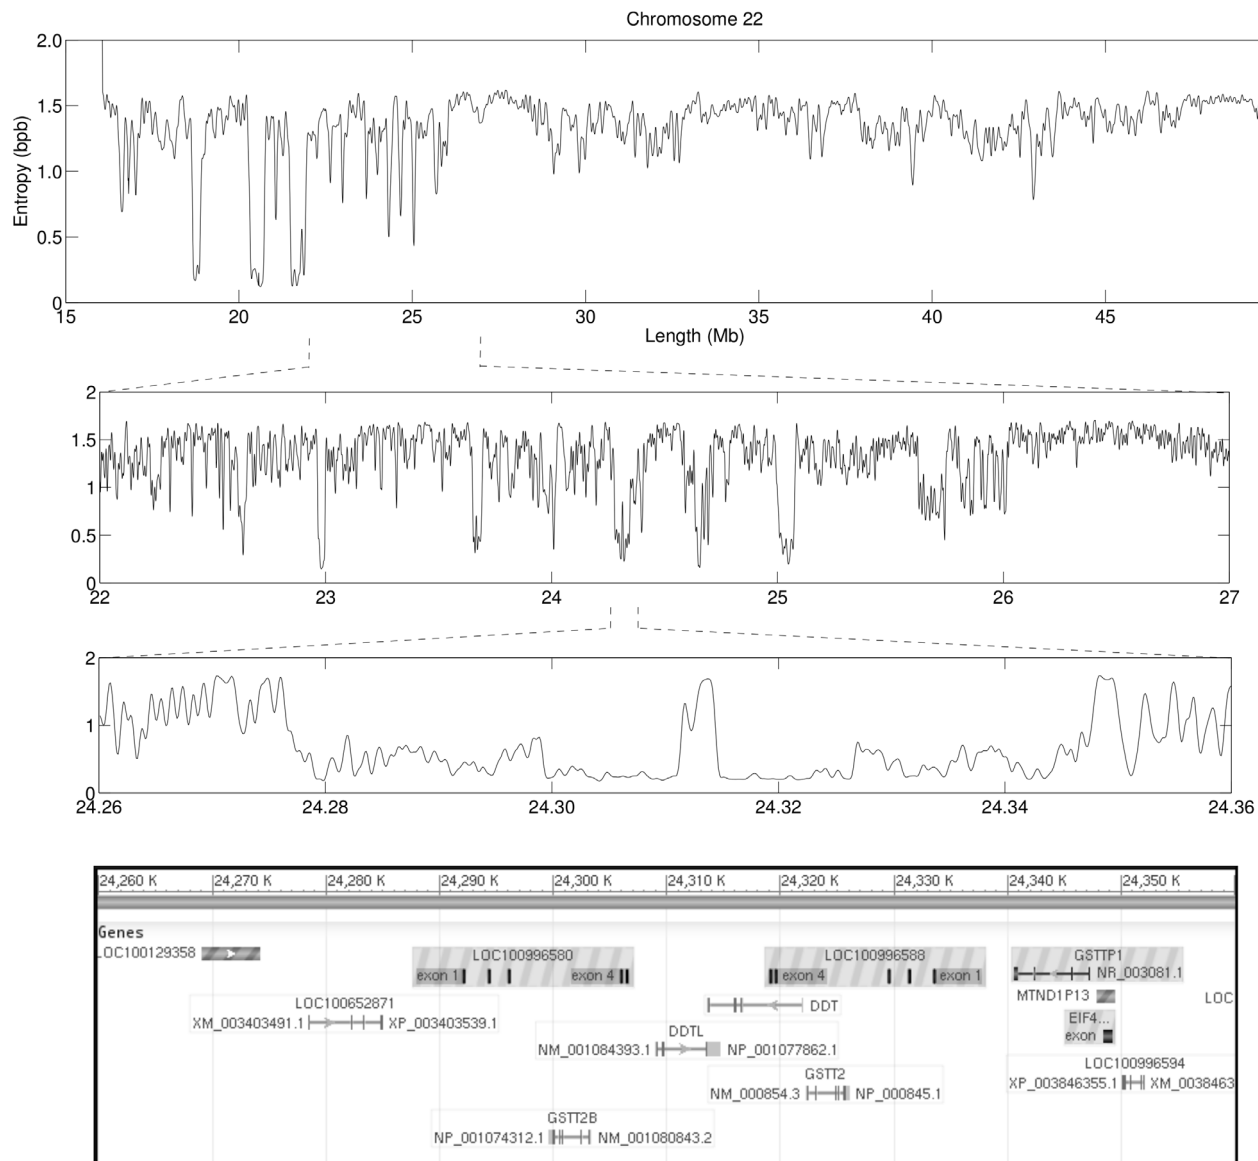 Chromosome 22
Entropy (bpb)
2.0
1.5
1.0
0.5
0
15 20 25 30 35 40 45
Length (Mb)
2
1.5
1
0.5
0
22 23 24 25 26 27
2
1
0
24.26 24.28 24.30 24.32 24.34 24.36
24,260 K 24,270 K 24,280 K 24,290 K 24,300 K 24,310 K 24,320 K 24,330 K 24,340 K 24,350 K
Genes
LOC100129358 LOC100996580 LOC100996588 GSTTP1
exon 1 exon 4 exon 4 exon 1 NR_003081.1
LOC100652871 DDT MTND1P13 LOC
XM_003403491.1 XP_003403539.1 EIF4...
DDTL exon
NM_001084393.1 NP_001077862.1 LOC100996594
GSTT2 XP_003846355.1 XM_0038463
NM_000854.3 NP_000845.1
GSTT2B
NP_001074312.1 NM_001080843.2